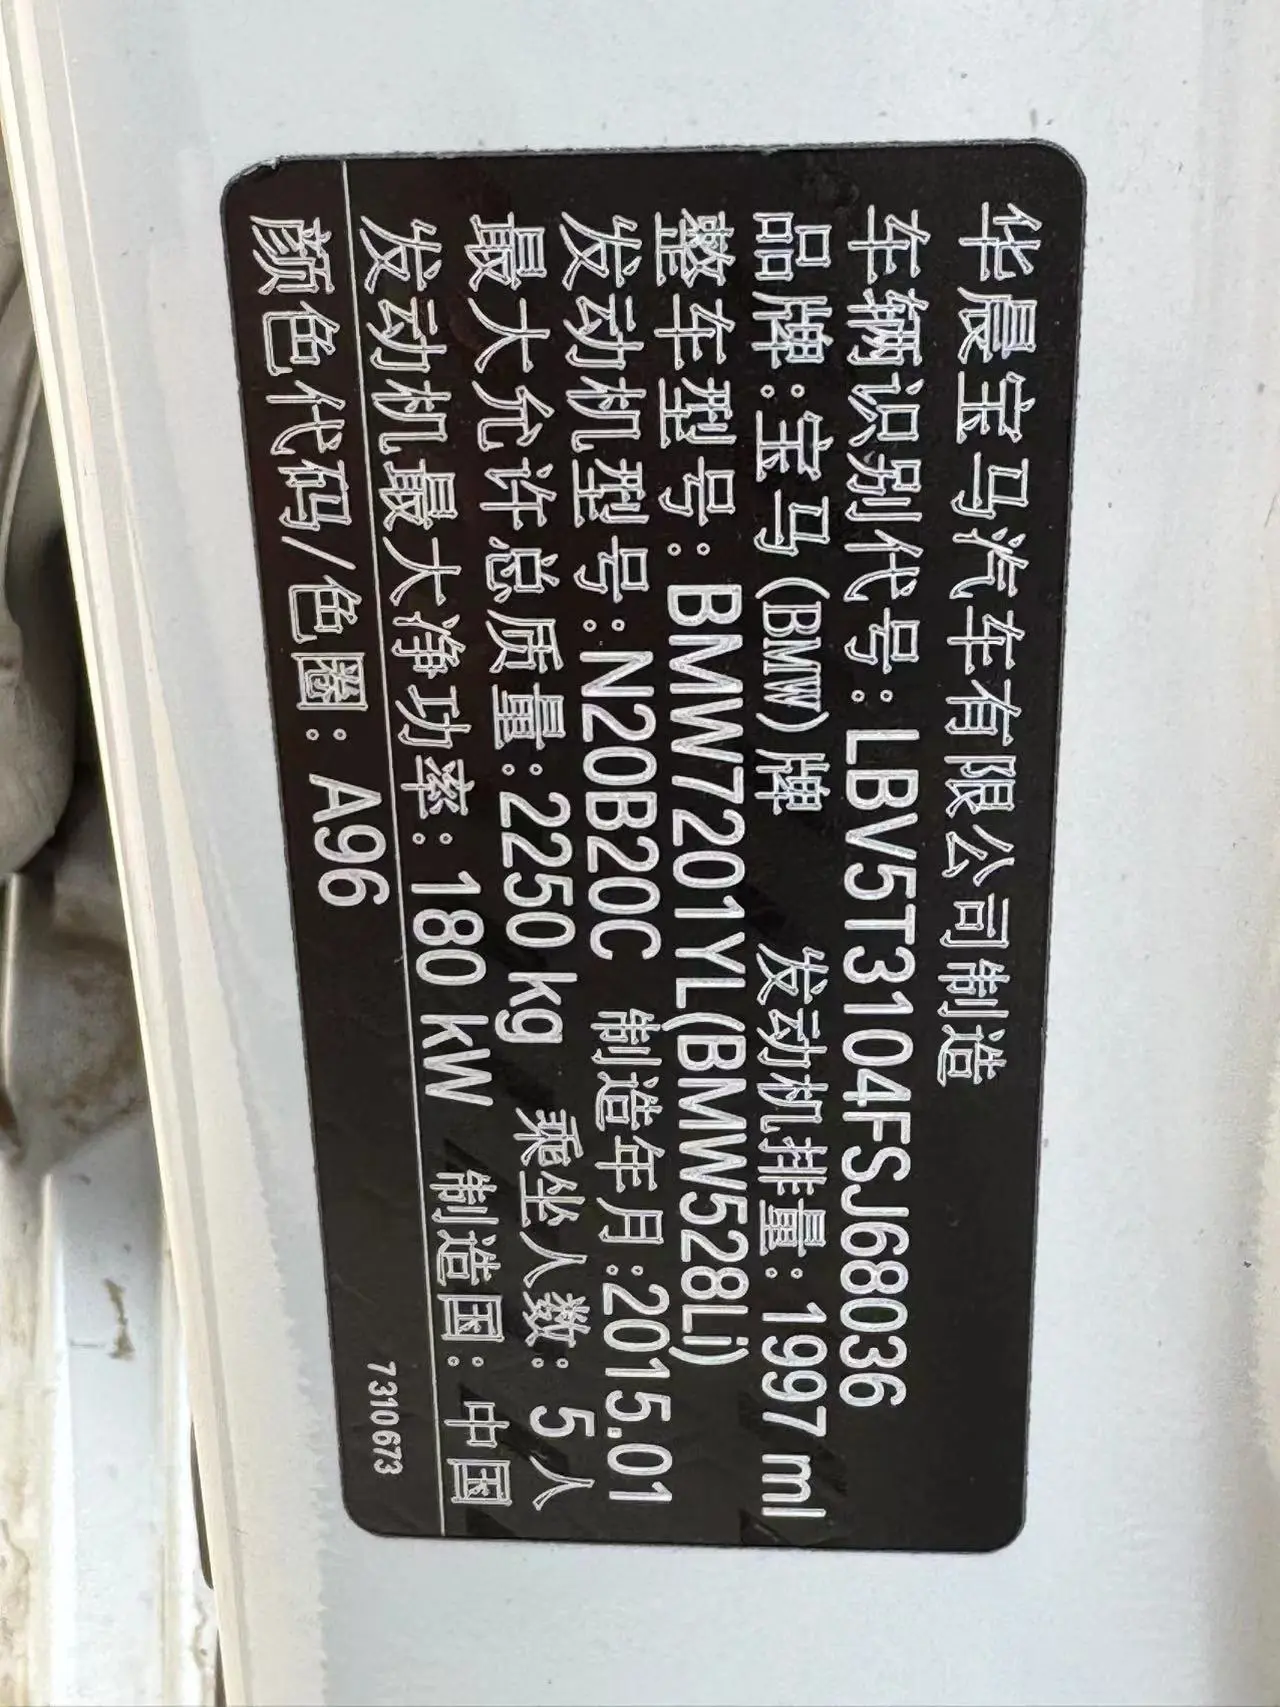 华晨宝马汽车有限公司制造
车辆识别代号:LBV5T3104FSJ68036
品牌:宝马(BMW)牌 发动机排量:1997 ml
整车型号:BMW7201YL(BMW528Li)
发动机型号:N20B20C 制造年月:2015.01
最大允许总质量:2250 kg 乘坐人数:5人
发动机最大净功率:180 kW 制造国:中国
颜色代码/色圈:A96
7310673